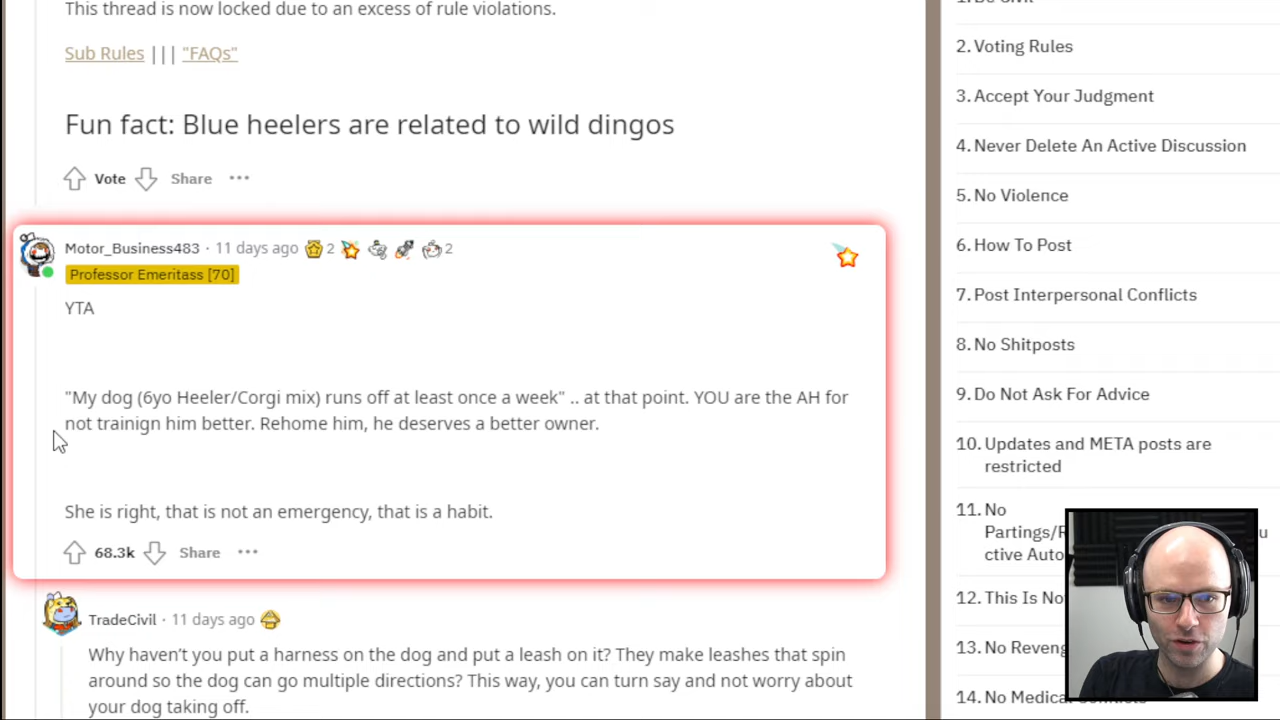 This thread is now locked due to an excess of rule violations.
Sub Rules ||| "FAQs"
Fun fact: Blue heelers are related to wild dingos
Vote Share ···
Motor_Business483 · 11 days ago 2 2
Professor Emeritass [70]
YTA
"My dog (6yo Heeler/Corgi mix) runs off at least once a week" .. at that point. YOU are the AH for
not trainign him better. Rehome him, he deserves a better owner.
She is right, that is not an emergency, that is a habit.
68.3k Share ···
TradeCivil · 11 days ago
Why haven't you put a harness on the dog and put a leash on it? They make leashes that spin
around so the dog can go multiple directions? This way, you can turn say and not worry about
your dog taking off.
2. Voting Rules
3. Accept Your Judgment
4. Never Delete An Active Discussion
5. No Violence
6. How To Post
7. Post Interpersonal Conflicts
8. No Shitposts
9. Do Not Ask For Advice
10. Updates and META posts are
restricted
11. No
12. This Is
13. No
14. No